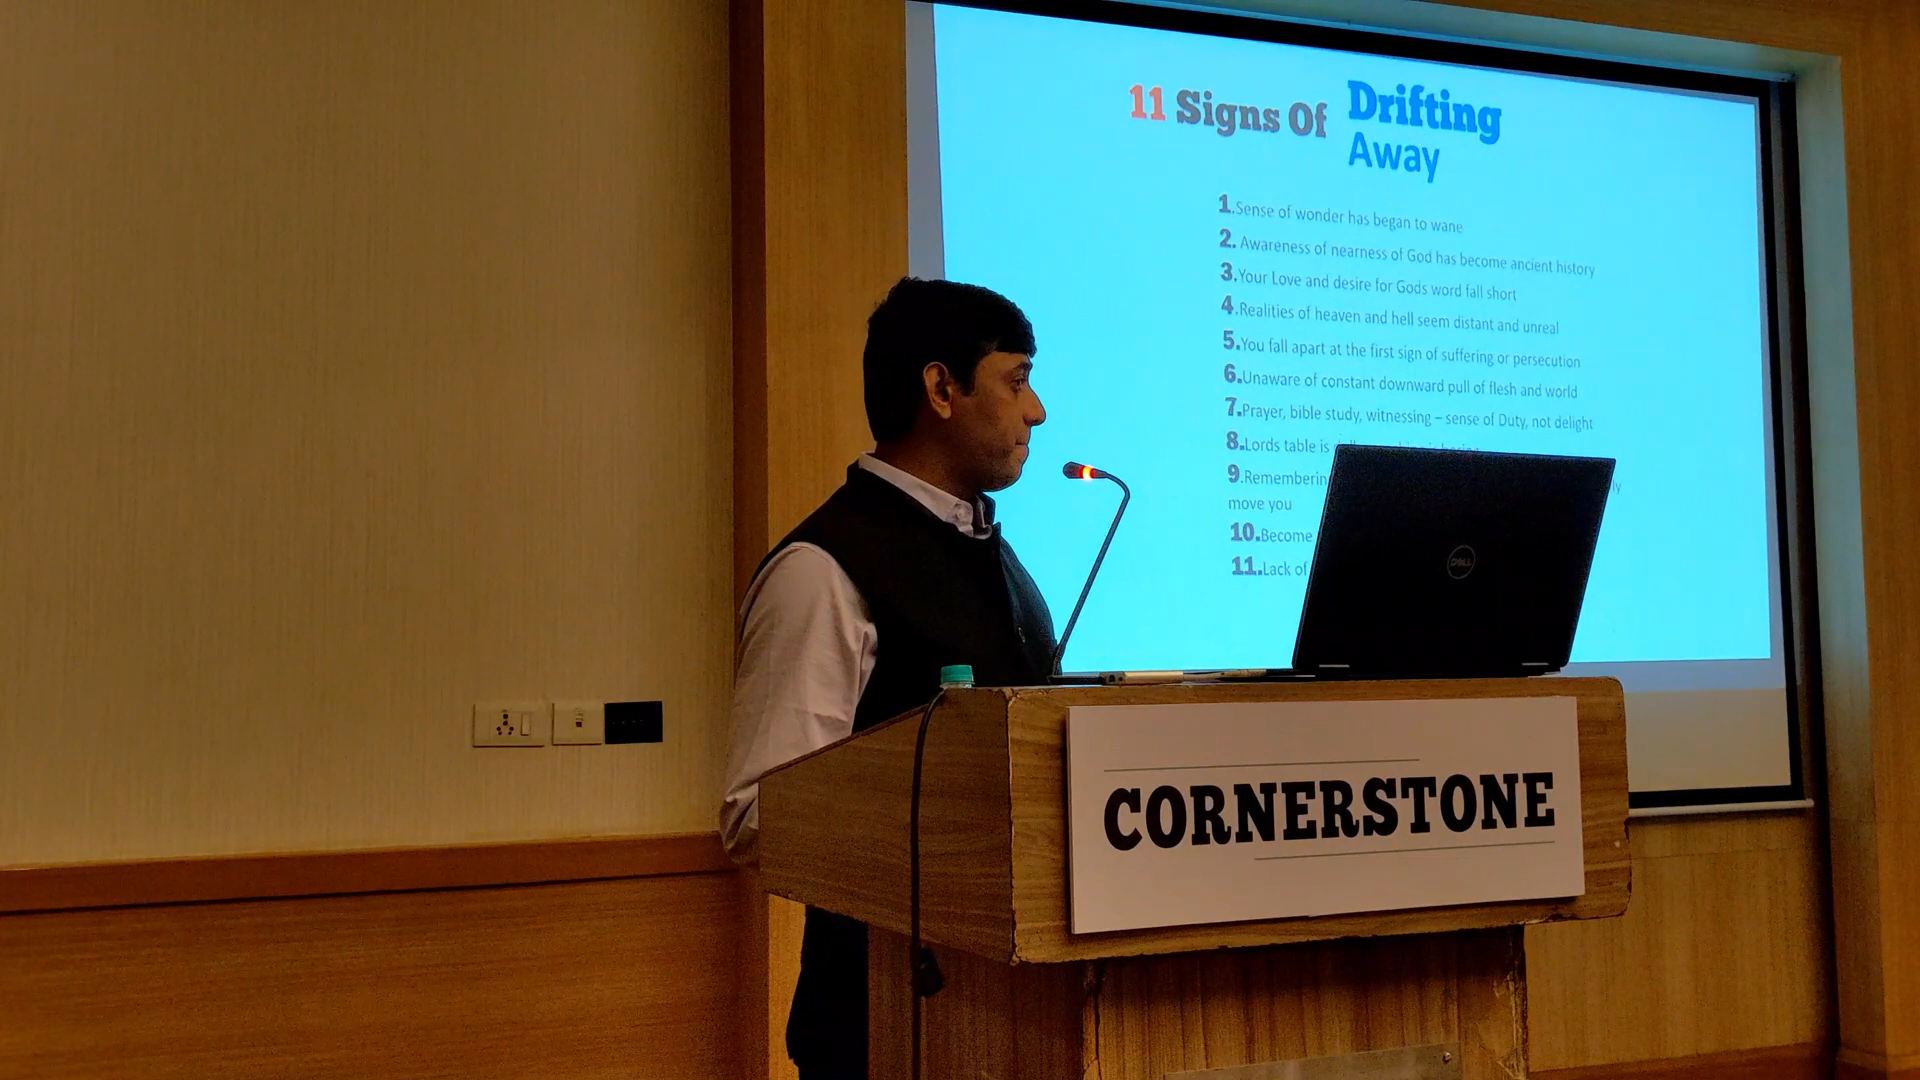 11 Signs Of Drifting
Away
1.Sense of wonder has began to wane
2. Awareness of nearness of God has become ancient history
3.Your Love and desire for Gods word fall short
4.Realities of heaven and hell seem distant and unreal
5.You fall apart at the first sign of suffering or persecution
6.Unaware of constant downward pull of flesh and world
7.Prayer, bible study, witnessing – sense of Duty, not delight
8.Lords table is
9.Rememberin ly
move you
10.Become
11.Lack of
DELL
CORNERSTONE